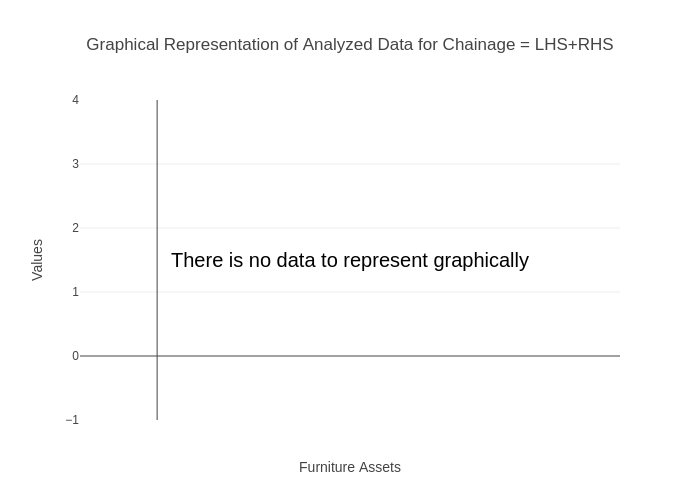 Graphical Representation of Analyzed Data for Chainage = LHS+RHS
4
3
2
1
0
−1
Values
There is no data to represent graphically
Furniture Assets